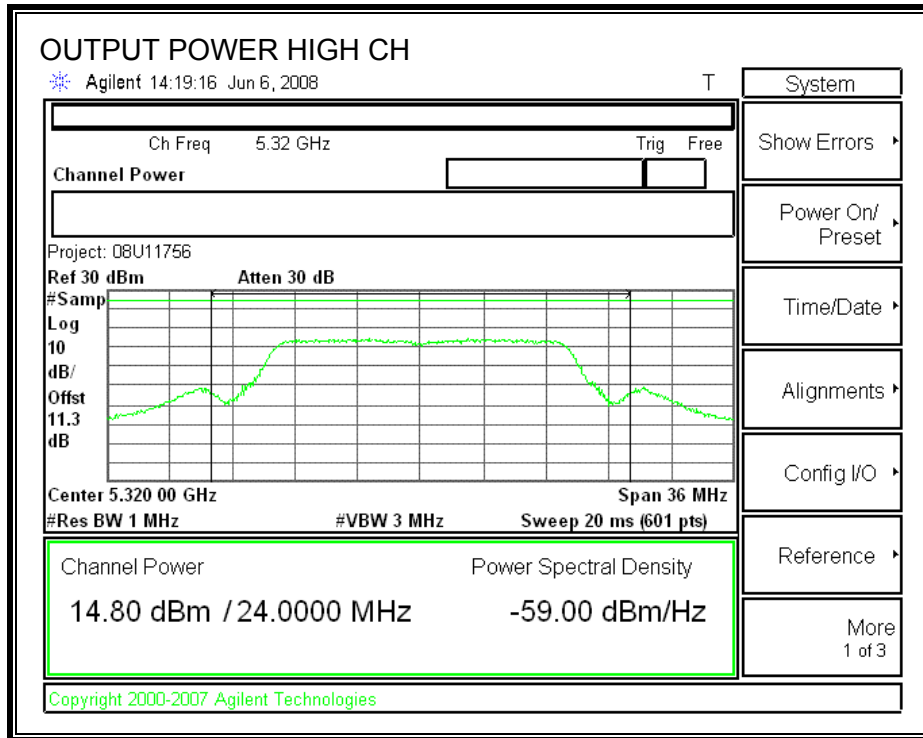 OUTPUT POWER HIGH CH
Agilent 14:19:16 Jun 6, 2008 T
System
Ch Freq 5.32 GHz Trig Free
Channel Power
Show Errors
Power On/
Preset
Project: 08U11756
Ref 30 dBm Atten 30 dB
#Samp
Log
10
dB/
Offst
11.3
dB
Time/Date
Alignments
Config I/O
Center 5.320 00 GHz Span 36 MHz
#Res BW 1 MHz #VBW 3 MHz Sweep 20 ms (601 pts)
Channel Power Power Spectral Density
14.80 dBm / 24.0000 MHz -59.00 dBm/Hz
Reference
More
1 of 3
Copyright 2000-2007 Agilent Technologies